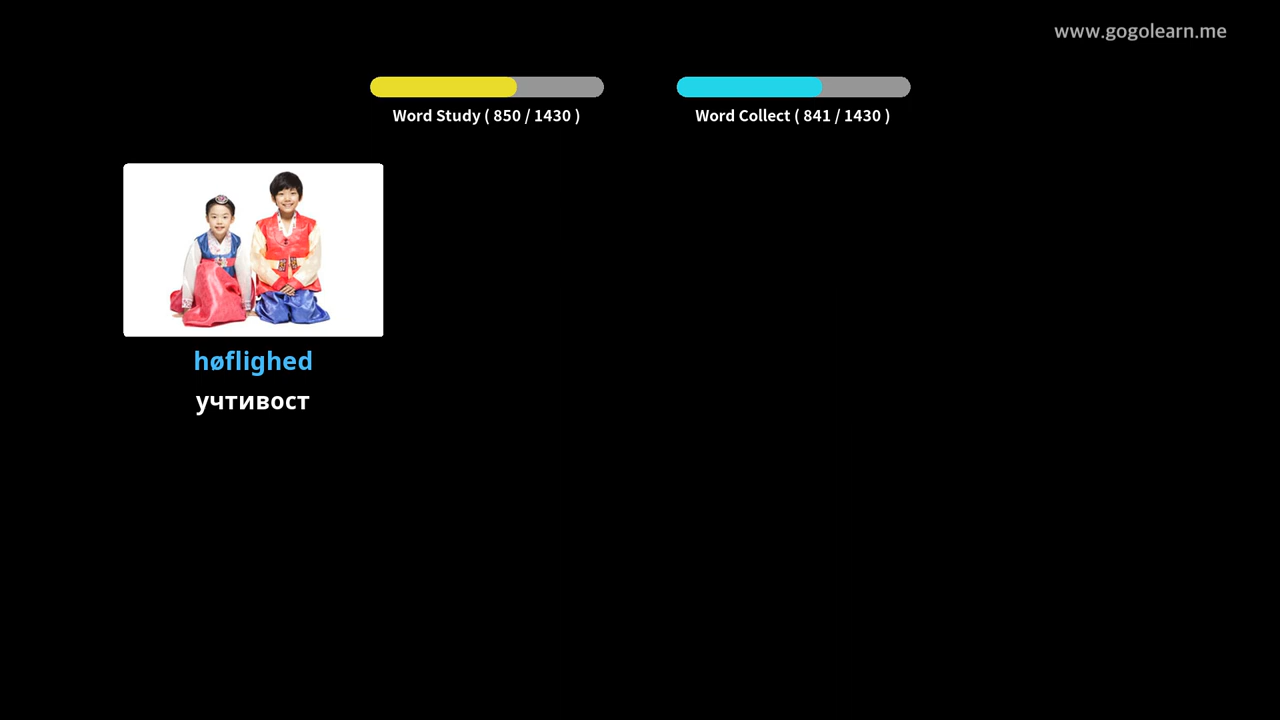 www.gogolearn.me
Word Study ( 850 / 1430 )
Word Collect ( 841 / 1430 )
høflighed
учтивост